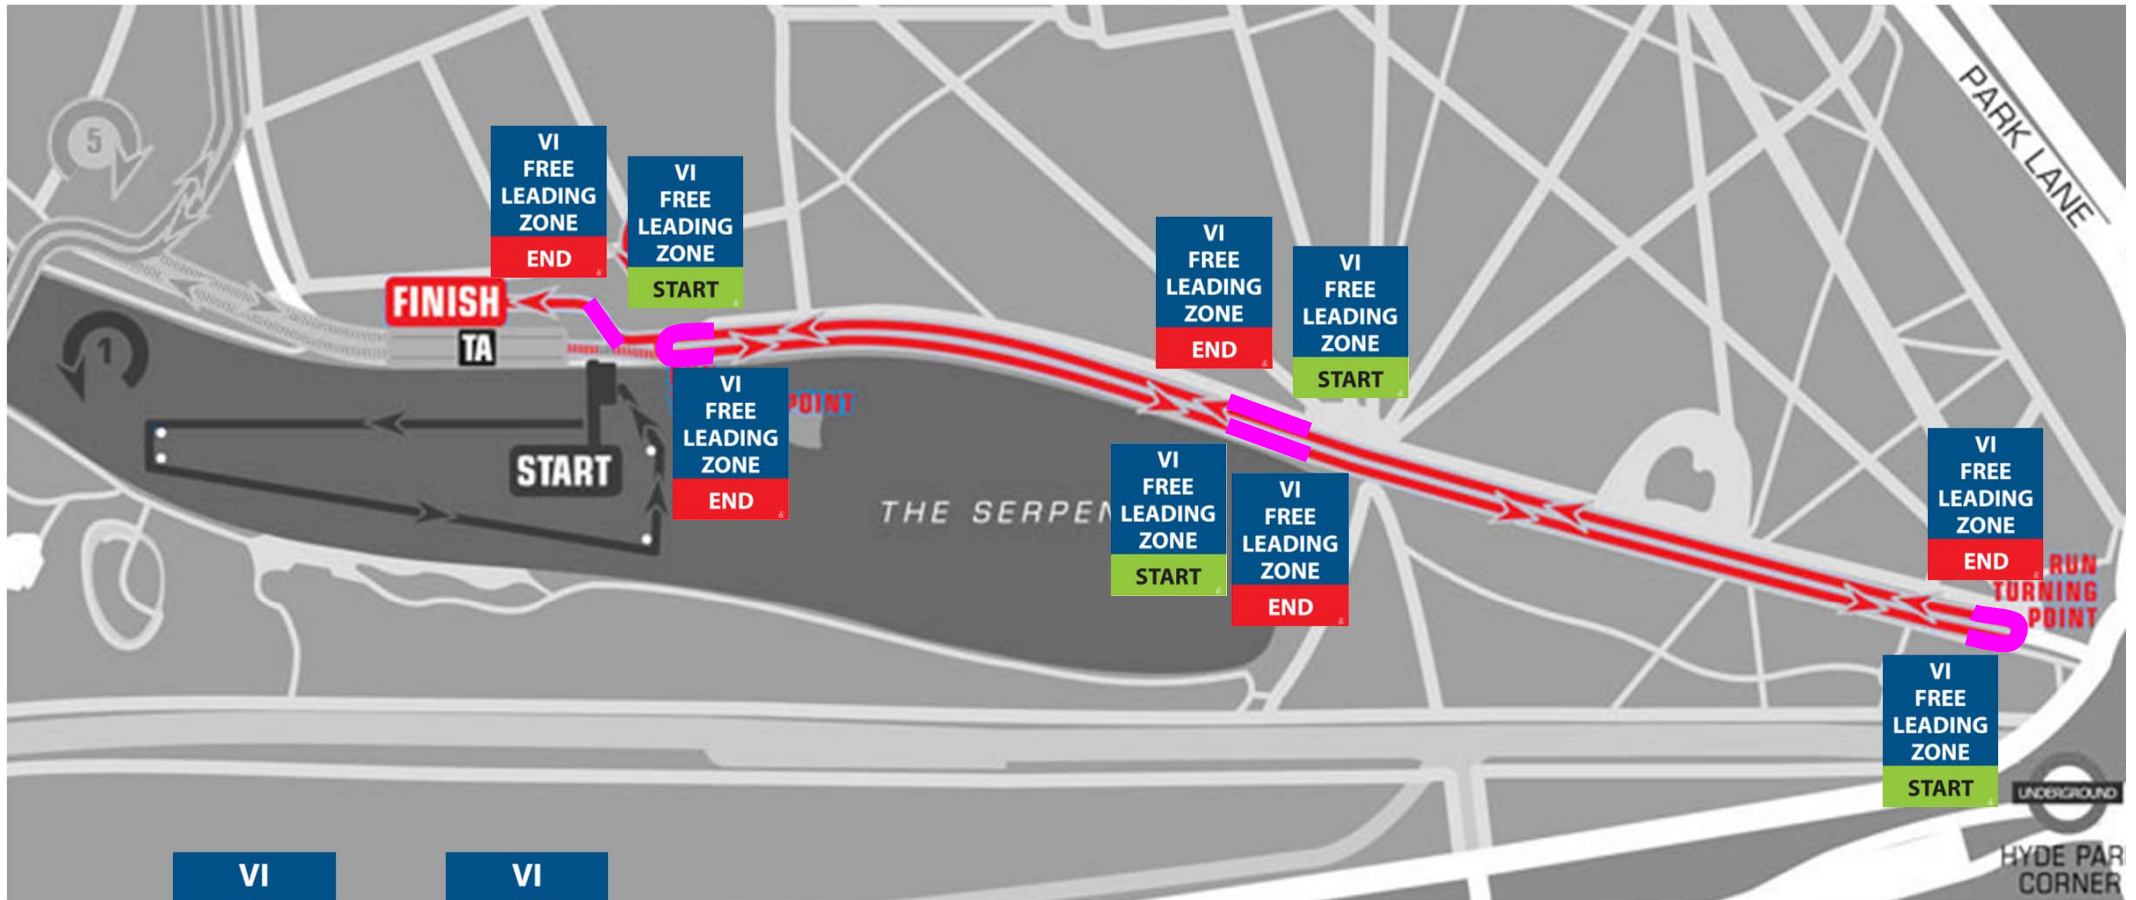 PARK LANE
5
VI
FREE
LEADING
ZONE
END
VI
FREE
LEADING
ZONE
START
VI
FREE
LEADING
ZONE
END
VI
FREE
LEADING
ZONE
START
FINISH
TA
1
POINT
VI
FREE
LEADING
ZONE
END
START
THE SERPEN
VI
FREE
LEADING
ZONE
START
VI
FREE
LEADING
ZONE
END
VI
FREE
LEADING
ZONE
END
RUN
TURNING
POINT
VI
FREE
LEADING
ZONE
START
UNDERGROUND
HYDE PAR
CORNER
VI
VI